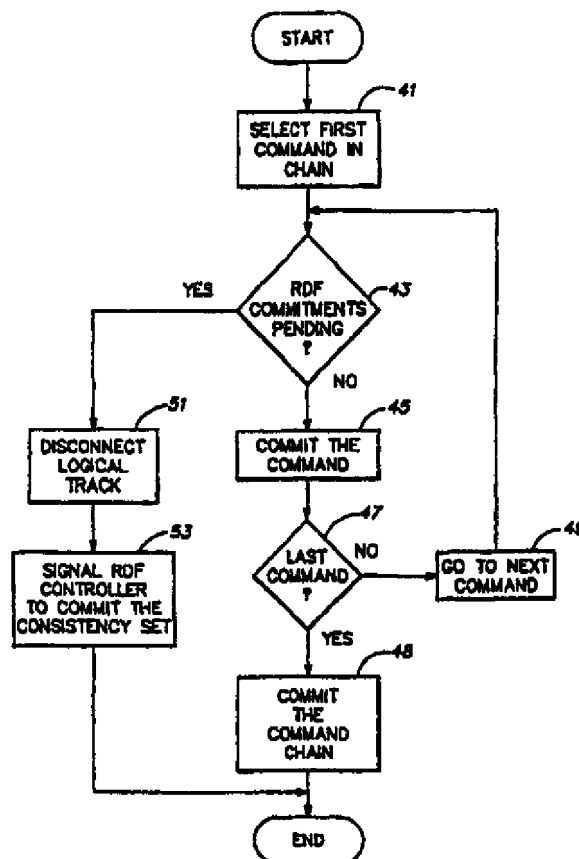 START
41
SELECT FIRST
COMMAND IN
CHAIN
YES
RDF
COMMITMENTS
PENDING
?
43
NO
51
DISCONNECT
LOGICAL
TRACK
45
COMMIT THE
COMMAND
53
SIGNAL RDF
CONTROLLER
TO COMMIT THE
CONSISTENCY SET
47
LAST
COMMAND
?
NO
GO TO NEXT
COMMAND
YES
48
COMMIT
THE
COMMAND
CHAIN
END